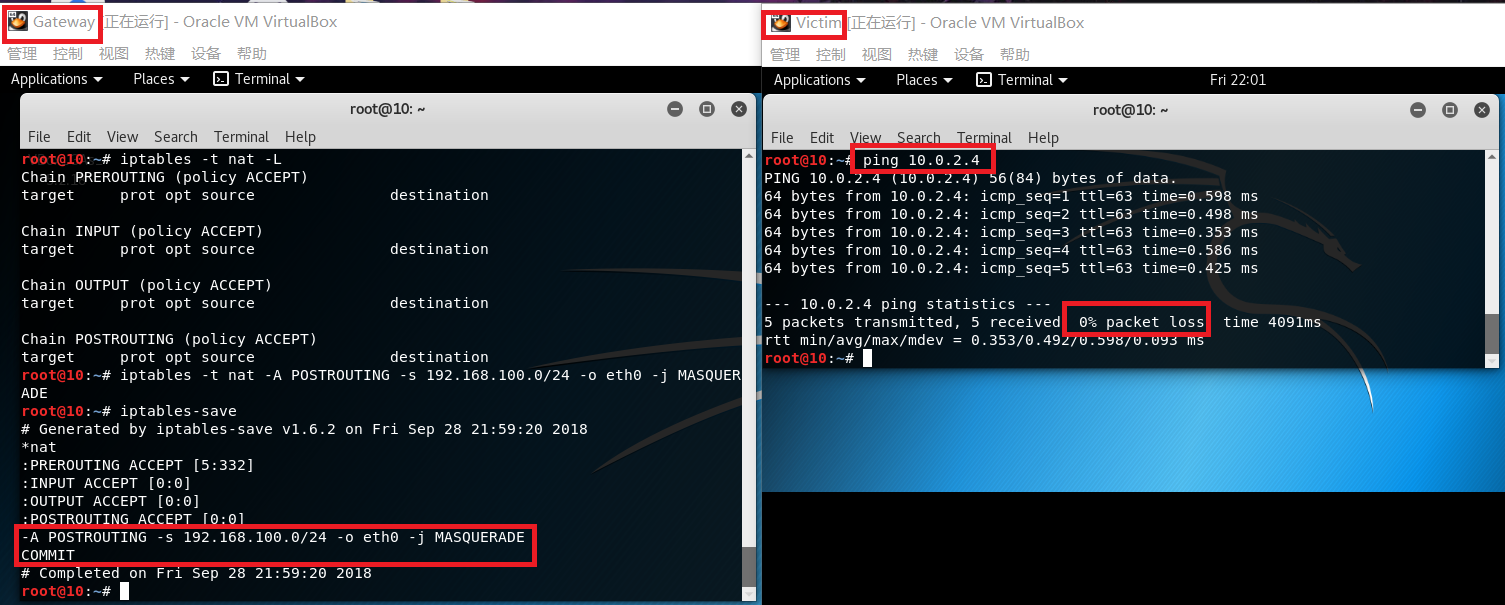 Gateway [正在运行] - Oracle VM VirtualBox
管理 控制 视图 热键 设备 帮助
Applications Places Terminal
root@10: ~
File Edit View Search Terminal Help
root@10:~# iptables -t nat -L
Chain PREROUTING (policy ACCEPT)
target     prot opt source               destination
Chain INPUT (policy ACCEPT)
target     prot opt source               destination
Chain OUTPUT (policy ACCEPT)
target     prot opt source               destination
Chain POSTROUTING (policy ACCEPT)
target     prot opt source               destination
root@10:~# iptables -t nat -A POSTROUTING -s 192.168.100.0/24 -o eth0 -j MASQUER
ADE
root@10:~# iptables-save
# Generated by iptables-save v1.6.2 on Fri Sep 28 21:59:20 2018
*nat
:PREROUTING ACCEPT [5:332]
:INPUT ACCEPT [0:0]
:OUTPUT ACCEPT [0:0]
:POSTROUTING ACCEPT [0:0]
-A POSTROUTING -s 192.168.100.0/24 -o eth0 -j MASQUERADE
COMMIT
# Completed on Fri Sep 28 21:59:20 2018
root@10:~#
Victim [正在运行] - Oracle VM VirtualBox
管理 控制 视图 热键 设备 帮助
Applications Places Terminal Fri 22:01
root@10: ~
File Edit View Search Terminal Help
root@10:~# ping 10.0.2.4
PING 10.0.2.4 (10.0.2.4) 56(84) bytes of data.
64 bytes from 10.0.2.4: icmp_seq=1 ttl=63 time=0.598 ms
64 bytes from 10.0.2.4: icmp_seq=2 ttl=63 time=0.498 ms
64 bytes from 10.0.2.4: icmp_seq=3 ttl=63 time=0.353 ms
64 bytes from 10.0.2.4: icmp_seq=4 ttl=63 time=0.586 ms
64 bytes from 10.0.2.4: icmp_seq=5 ttl=63 time=0.425 ms
--- 10.0.2.4 ping statistics ---
5 packets transmitted, 5 received, 0% packet loss, time 4091ms
rtt min/avg/max/mdev = 0.353/0.492/0.598/0.093 ms
root@10:~#